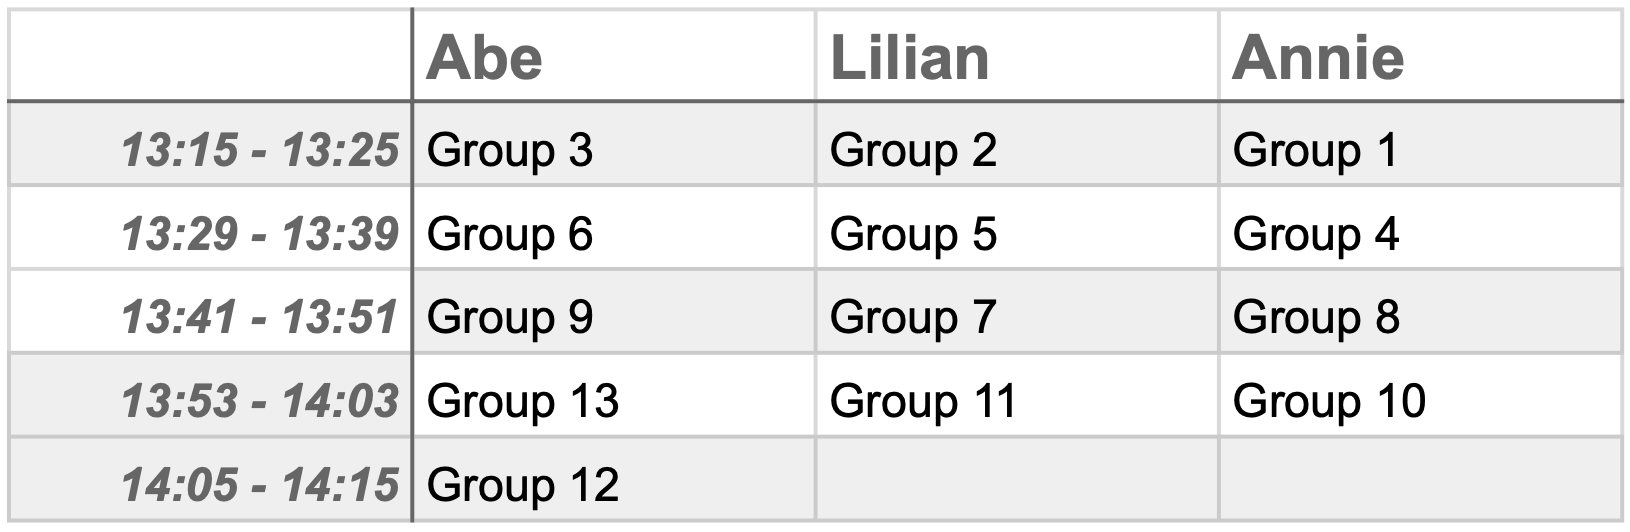 Abe Lilian Annie
13:15 - 13:25 Group 3 Group 2 Group 1
13:29 - 13:39 Group 6 Group 5 Group 4
13:41 - 13:51 Group 9 Group 7 Group 8
13:53 - 14:03 Group 13 Group 11 Group 10
14:05 - 14:15 Group 12